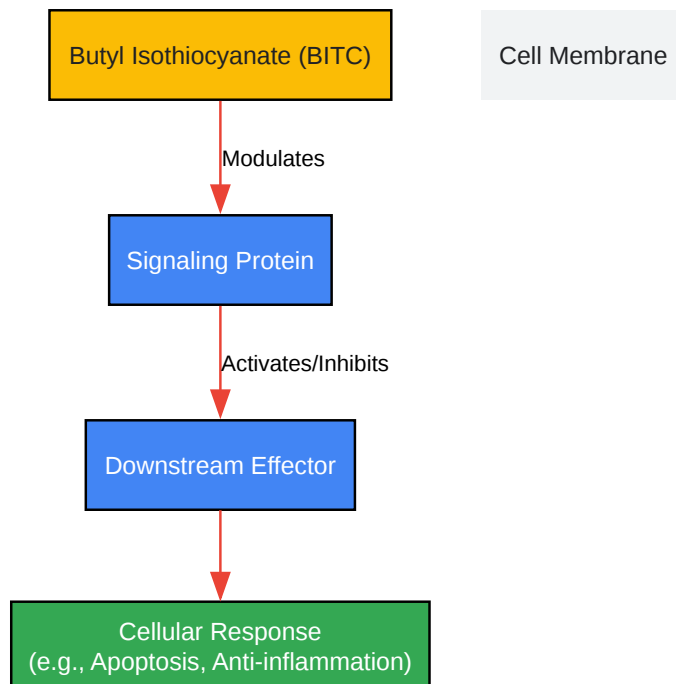 Butyl Isothiocyanate (BITC)
Cell Membrane
Modulates
Signaling Protein
Activates/Inhibits
Downstream Effector
Cellular Response
(e.g., Apoptosis, Anti-inflammation)